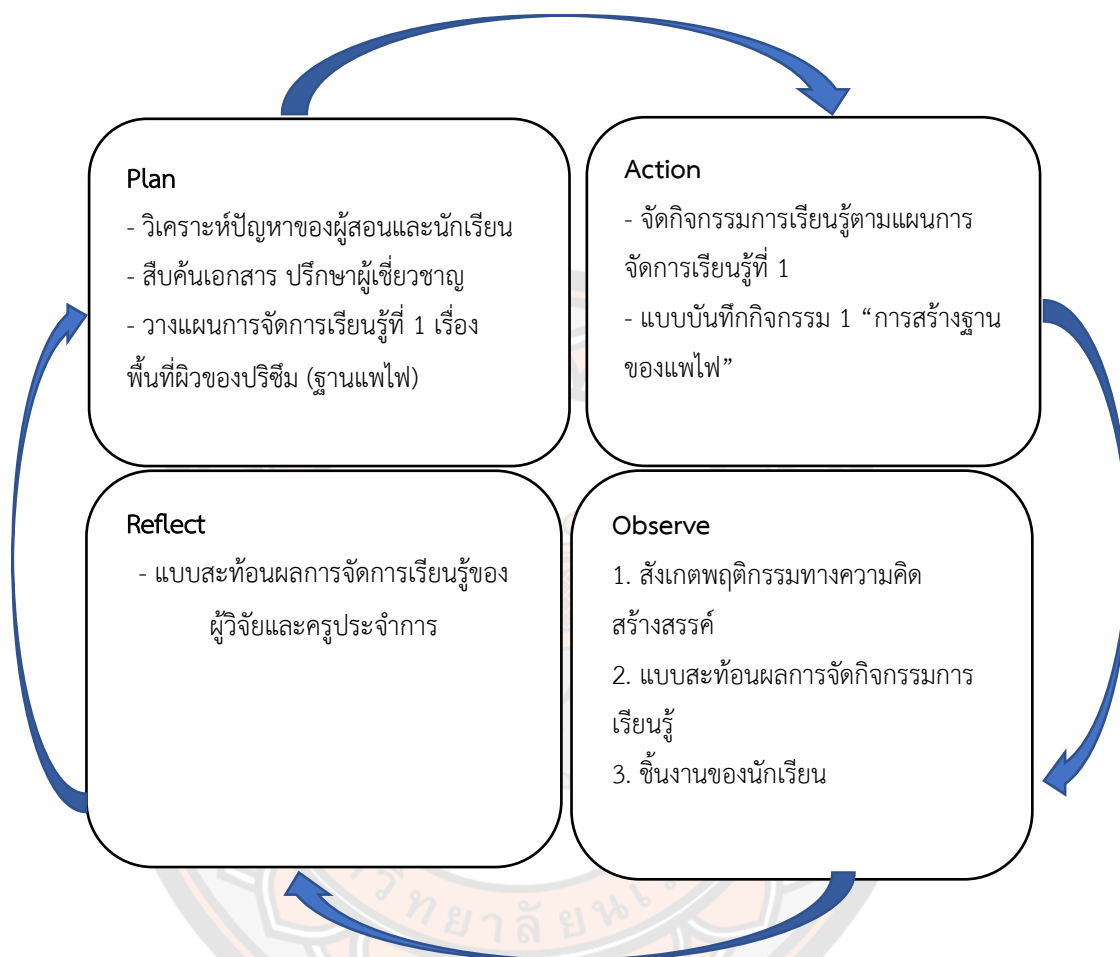 Plan
- วิเคราะห์ปัญหาของผู้สอนและนักเรียน
- สืบค้นเอกสาร ปรึกษาผู้เชี่ยวชาญ
- วางแผนการจัดการเรียนรู้ที่ 1 เรื่อง
พื้นที่ผิวของปริซึม (ฐานแพไฟ)
Action
- จัดกิจกรรมการเรียนรู้ตามแผนการ
จัดการเรียนรู้ที่ 1
- แบบบันทึกกิจกรรม 1 “การสร้างฐาน
ของแพไฟ”
Reflect
- แบบสะท้อนผลการจัดการเรียนรู้ของ
ผู้วิจัยและครูประจำการ
Observe
1. สังเกตพฤติกรรมทางความคิด
สร้างสรรค์
2. แบบสะท้อนผลการจัดกิจกรรมการ
เรียนรู้
3. ชิ้นงานของนักเรียน